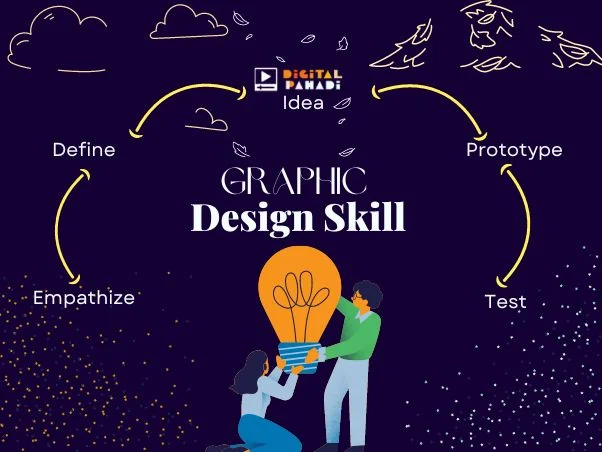 DiGiTAL
PAHADi
Idea
Define
Prototype
GRAPHIC
Design Skill
Empathize
Test